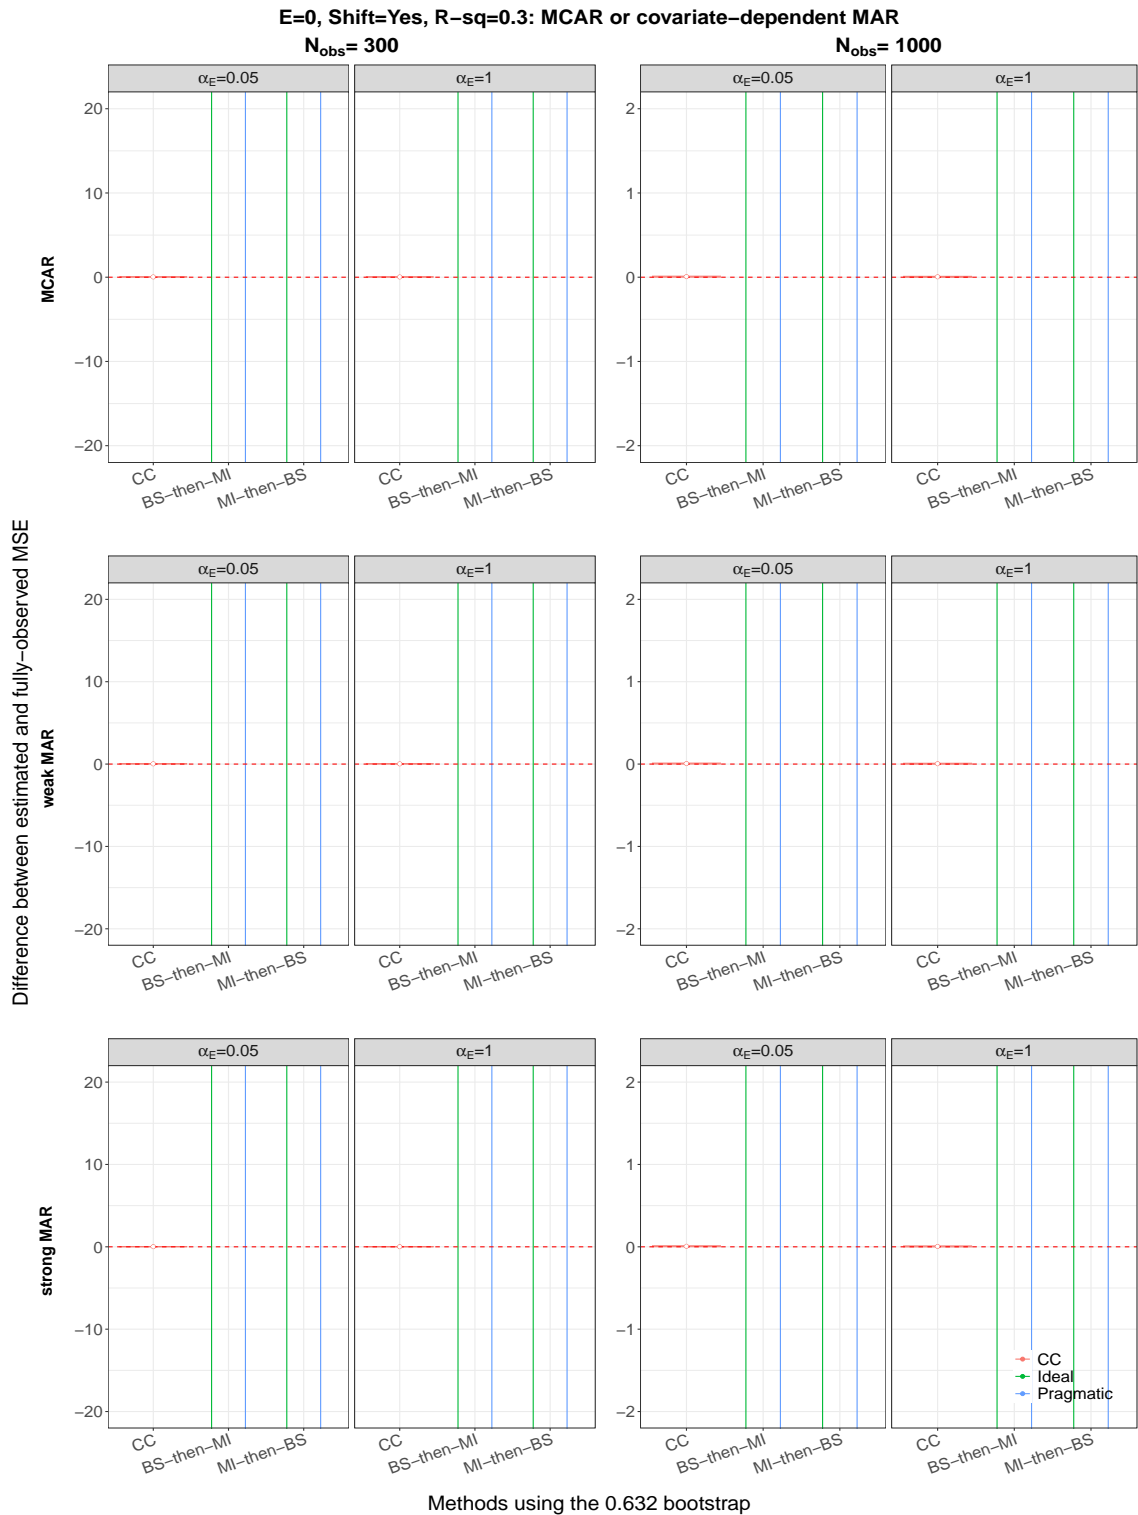 E=0, Shift=Yes, R−sq=0.3: MCAR or covariate−dependent MAR
Nobs= 300
Nobs= 1000
αE=0.05
αE=1
αE=0.05
αE=1
20
10
0
−10
−20
2
1
0
−1
−2
MCAR
CC
BS−then−MI
MI−then−BS
CC
BS−then−MI
MI−then−BS
CC
BS−then−MI
MI−then−BS
CC
BS−then−MI
MI−then−BS
Difference between estimated and fully−observed MSE
αE=0.05
αE=1
αE=0.05
αE=1
20
10
0
−10
−20
2
1
0
−1
−2
weak MAR
CC
BS−then−MI
MI−then−BS
CC
BS−then−MI
MI−then−BS
CC
BS−then−MI
MI−then−BS
CC
BS−then−MI
MI−then−BS
αE=0.05
αE=1
αE=0.05
αE=1
20
10
0
−10
−20
2
1
0
−1
−2
strong MAR
CC
Ideal
Pragmatic
CC
BS−then−MI
MI−then−BS
CC
BS−then−MI
MI−then−BS
CC
BS−then−MI
MI−then−BS
CC
BS−then−MI
MI−then−BS
Methods using the 0.632 bootstrap